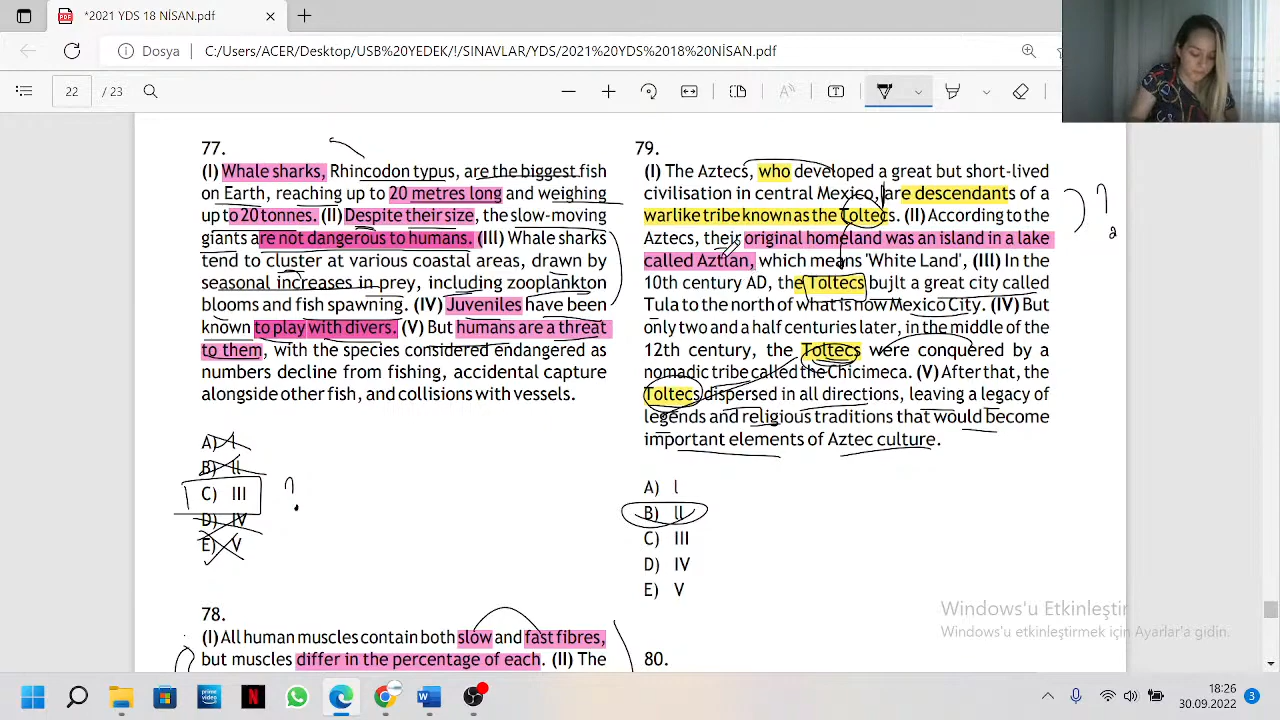 *2021 YDS 18 NİSAN.pdf
Dosya
C:/Users/ACER/Desktop/USB%20YEDEK/!/SINAVLAR/YDS/2021%20YDS%2018%20NİSAN.pdf
22 / 23
77.
(I) Whale sharks, Rhincodon typus, are the biggest fish
on Earth, reaching up to 20 metres long and weighing
up to 20 tonnes. (II) Despite their size, the slow-moving
giants are not dangerous to humans. (III) Whale sharks
tend to cluster at various coastal areas, drawn by
seasonal increases in prey, including zooplankton
blooms and fish spawning. (IV) Juveniles have been
known to play with divers. (V) But humans are a threat
to them, with the species considered endangered as
numbers decline from fishing, accidental capture
alongside other fish, and collisions with vessels.
A) I
B) II
C) III
D) IV
E) V
78.
(I) All human muscles contain both slow and fast fibres,
but muscles differ in the percentage of each. (II) The
79.
(I) The Aztecs, who developed a great but short-lived
civilisation in central Mexico, are descendants of a
warlike tribe known as the Toltecs. (II) According to the
Aztecs, their original homeland was an island in a lake
called Aztlan, which means 'White Land', (III) In the
10th century AD, the Toltecs built a great city called
Tula to the north of what is now Mexico City. (IV) But
only two and a half centuries later, in the middle of the
12th century, the Toltecs were conquered by a
nomadic tribe called the Chicimeca. (V) After that, the
Toltecs dispersed in all directions, leaving a legacy of
legends and religious traditions that would become
important elements of Aztec culture.
A) I
B) II
C) III
D) IV
E) V
80.
Windows'u Etkinleştir
Windows'u etkinleştirmek için Ayarlar'a gidin.
18:26
30.09.2022
3